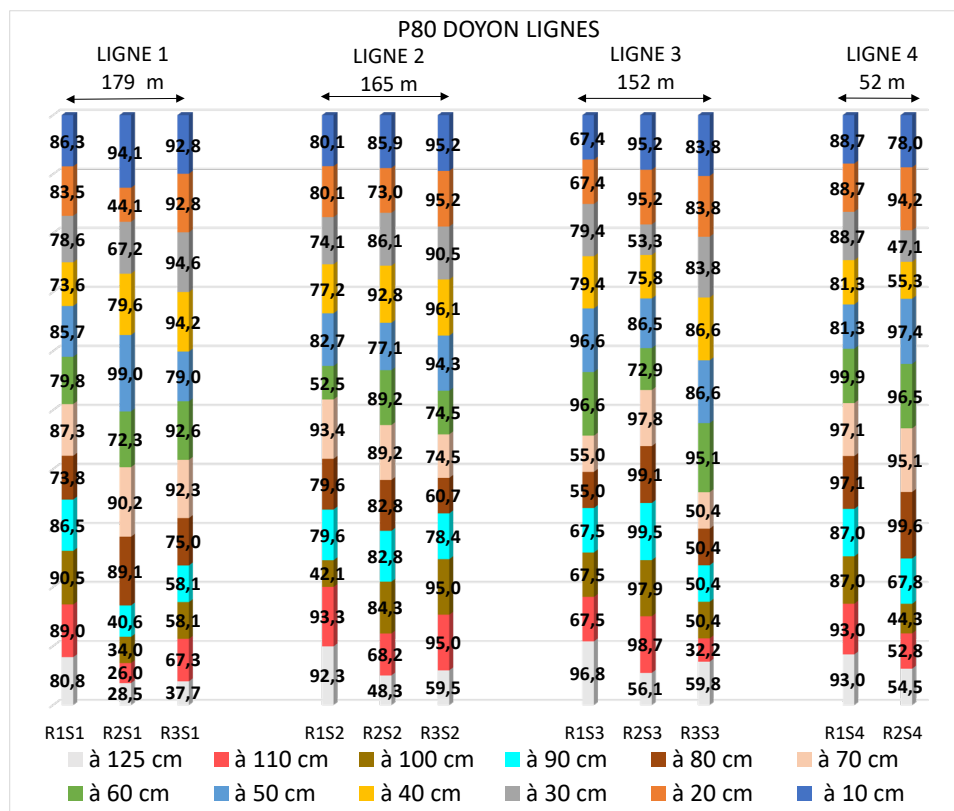 P80 DOYON LIGNES
LIGNE 1 LIGNE 2 LIGNE 3 LIGNE 4
179 m 165 m 152 m 52 m
86,3 94,1 92,8 80,1 85,9 95,2 67,4 95,2 83,8 88,7 78,0
83,5 44,1 92,8 80,1 73,0 95,2 67,4 95,2 83,8 88,7 94,2
78,6 67,2 94,6 74,1 86,1 90,5 79,4 53,3 83,8 88,7 47,1
73,6 79,6 94,2 77,2 92,8 96,1 79,4 75,8 86,6 81,3 55,3
85,7 99,0 79,0 82,7 77,1 94,3 96,6 86,5 86,6 81,3 97,4
79,8 72,3 92,6 52,5 89,2 74,5 96,6 72,9 95,1 99,9 96,5
87,3 90,2 92,3 93,4 89,2 74,5 55,0 97,8 50,4 97,1 95,1
73,8 89,1 75,0 79,6 82,8 60,7 55,0 99,1 50,4 97,1 99,6
86,5 40,6 58,1 79,6 82,8 78,4 67,5 99,5 50,4 87,0 67,8
90,5 34,0 58,1 42,1 84,3 95,0 67,5 97,9 50,4 87,0 44,3
89,0 26,0 67,3 93,3 68,2 95,0 67,5 98,7 32,2 93,0 52,8
80,8 28,5 37,7 92,3 48,3 59,5 96,8 56,1 59,8 93,0 54,5
R1S1 R2S1 R3S1 R1S2 R2S2 R3S2 R1S3 R2S3 R3S3 R1S4 R2S4
à 125 cm à 110 cm à 100 cm à 90 cm à 80 cm à 70 cm
à 60 cm à 50 cm à 40 cm à 30 cm à 20 cm à 10 cm